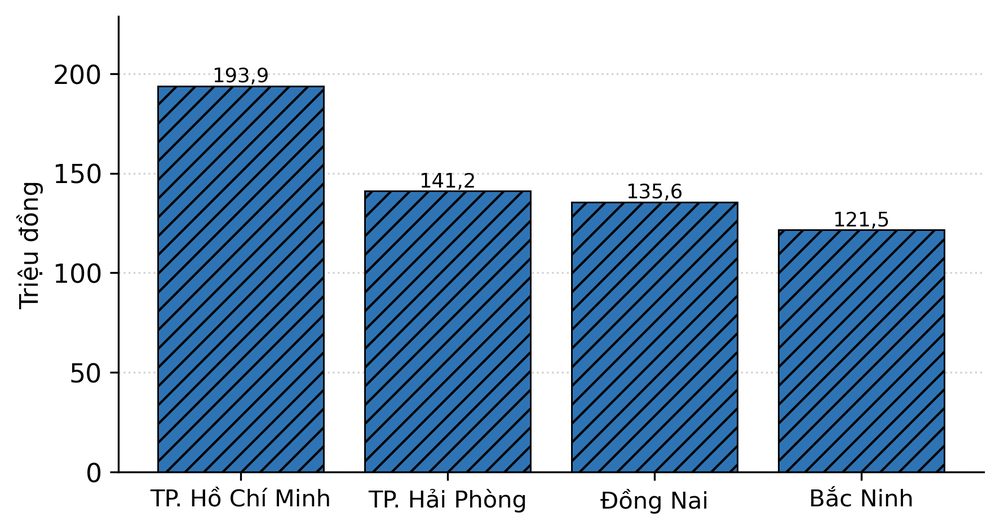 Triệu đồng
200
150
100
50
0
193,9
141,2
135,6
121,5
TP. Hồ Chí Minh
TP. Hải Phòng
Đồng Nai
Bắc Ninh